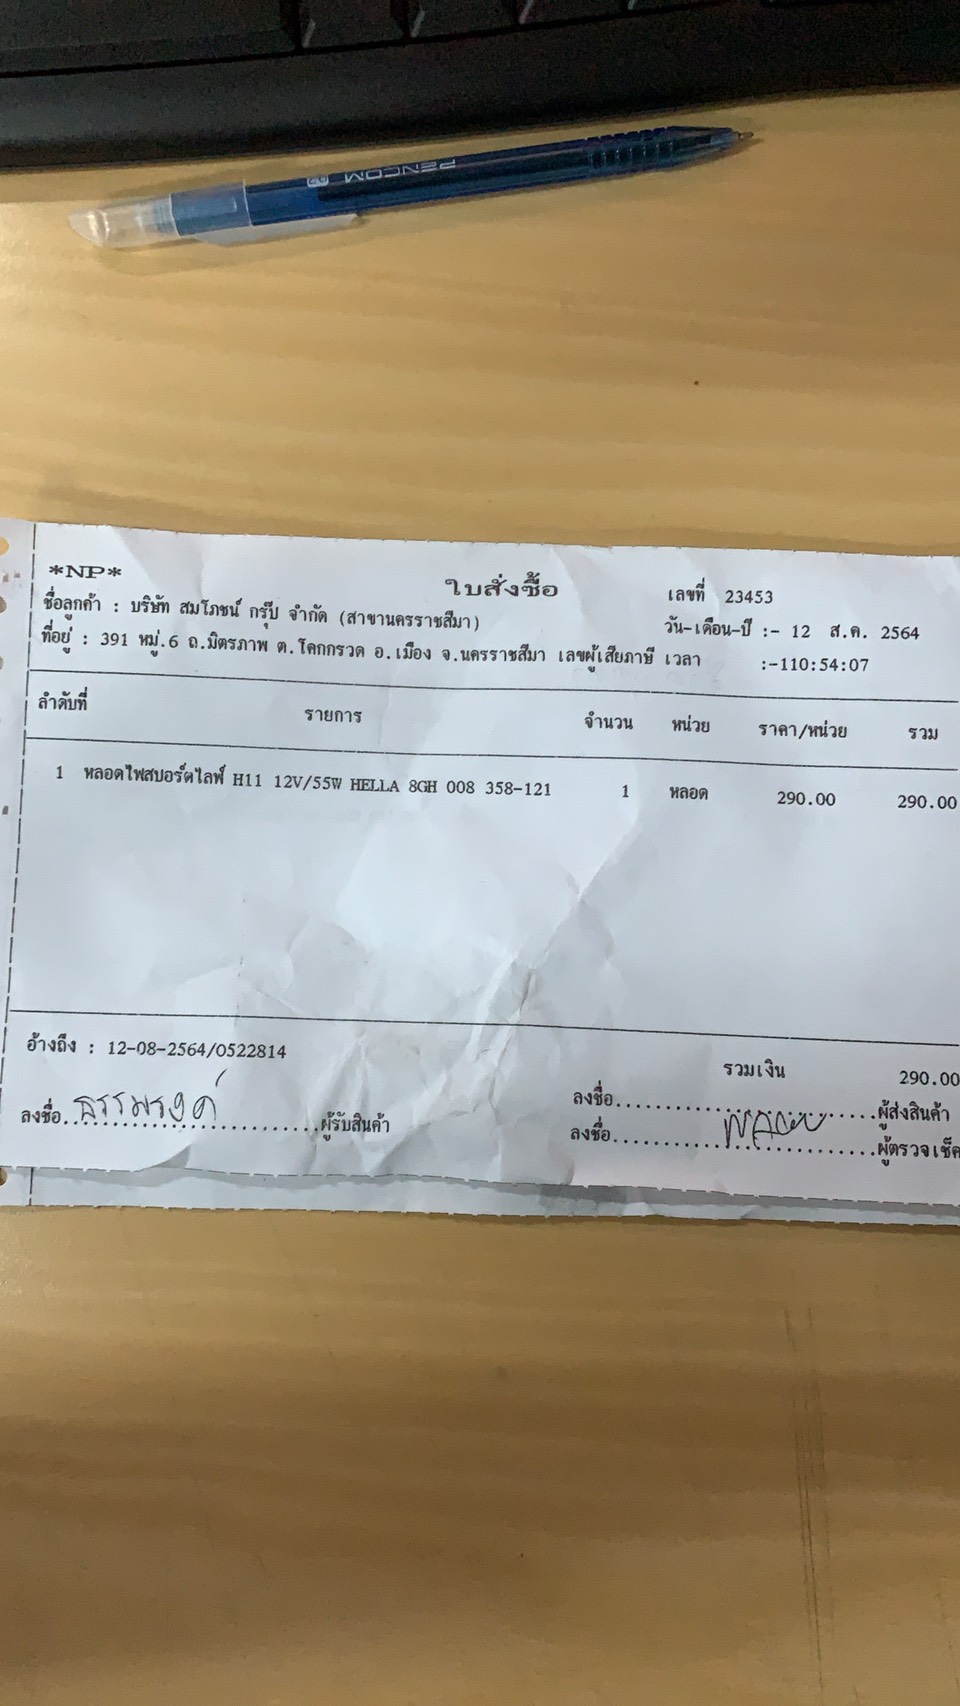 PENCOM
*NP*
ใบสั่งซื้อ
เลขที่ 23453
ชื่อลูกค้า : บริษัท สมโภชน์ กรุ๊ป จำกัด (สาขานครราชสีมา)
วัน-เดือน-ปี :- 12 ส.ค. 2564
ที่อยู่ : 391 หมู่.6 ถ.มิตรภาพ ต.โคกกรวด อ.เมือง จ.นครราชสีมา เลขผู้เสียภาษี เวลา :-110:54:07
ลำดับที่ รายการ จำนวน หน่วย ราคา/หน่วย รวม
1 หลอดไฟสปอร์ตไลฟ์ H11 12V/55W HELLA 8GH 008 358-121 1 หลอด 290.00 290.00
อ้างถึง : 12-08-2564/0522814
รวมเงิน 290.00
ลงชื่อ..........................ผู้รับสินค้า
ลงชื่อ..........................ผู้ส่งสินค้า
ลงชื่อ..........................ผู้ตรวจเช็ค